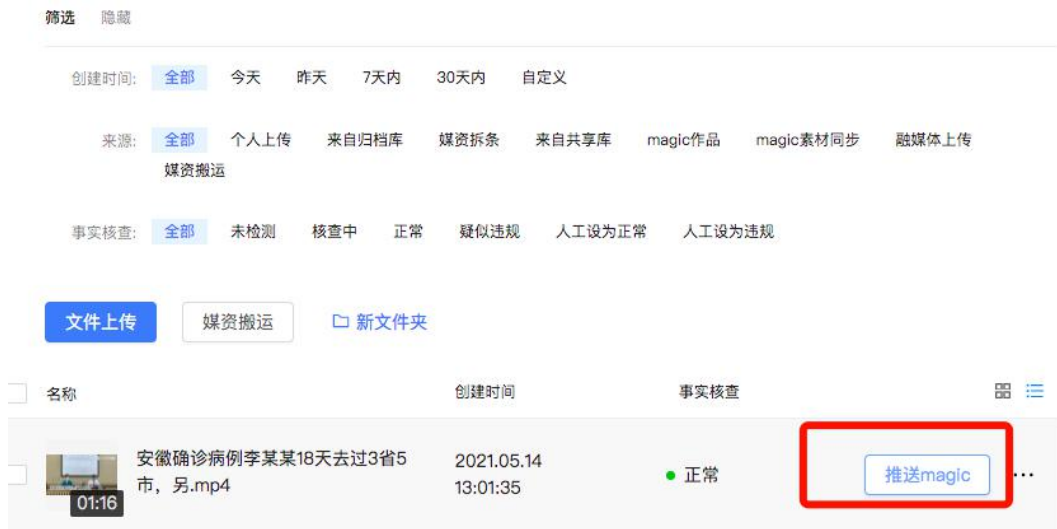 筛选 隐藏
创建时间: 全部 今天 昨天 7天内 30天内 自定义
来源: 全部 个人上传 来自归档库 媒资拆条 来自共享库 magic作品 magic素材同步 融媒体上传
媒资搬运
事实核查: 全部 未检测 核查中 正常 疑似违规 人工设为正常 人工设为违规
文件上传 媒资搬运 新文件夹
名称 创建时间 事实核查
安徽确诊病例李某某18天去过3省5 2021.05.14 正常 推送magic ...
市，另.mp4 13:01:35
01:16